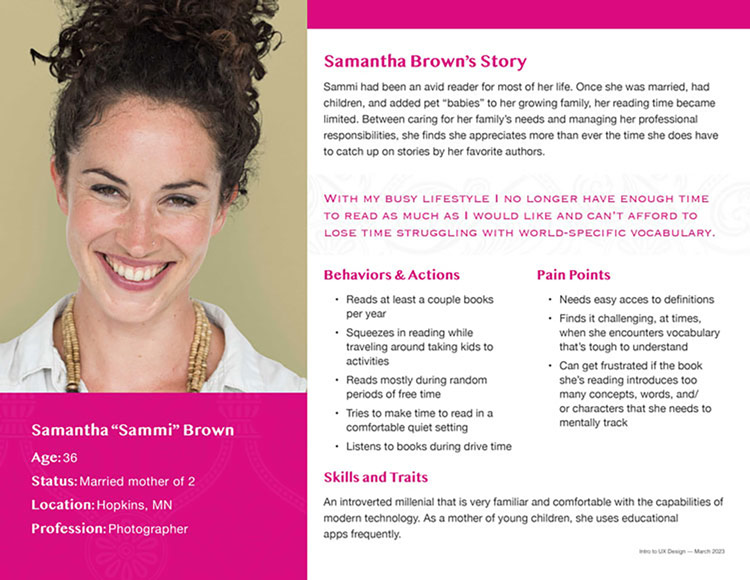 Samantha Brown's Story
Sammi had been an avid reader for most of her life. Once she was married, had
children, and added pet “babies” to her growing family, her reading time became
limited. Between caring for her family's needs and managing her professional
responsibilities, she finds she appreciates more than ever the time she does have
to catch up on stories by her favorite authors.
With my busy lifestyle I no longer have enough time
to read as much as I would like and can't afford to
lose time struggling with world-specific vocabulary.
Behaviors & Actions
• Reads at least a couple books
per year
• Squeezes in reading while
traveling around taking kids to
activities
• Reads mostly during random
periods of free time
• Tries to make time to read in a
comfortable quiet setting
• Listens to books during drive time
Pain Points
• Needs easy acces to definitions
• Finds it challenging, at times,
when she encounters vocabulary
that's tough to understand
• Can get frustrated if the book
she's reading introduces too
many concepts, words, and/
or characters that she needs to
mentally track
Skills and Traits
An introverted millenial that is very familiar and comfortable with the capabilities of
modern technology. As a mother of young children, she uses educational
apps frequently.
Samantha “Sammi” Brown
Age: 36
Status: Married mother of 2
Location: Hopkins, MN
Profession: Photographer
Intro to UX Design — March 2023